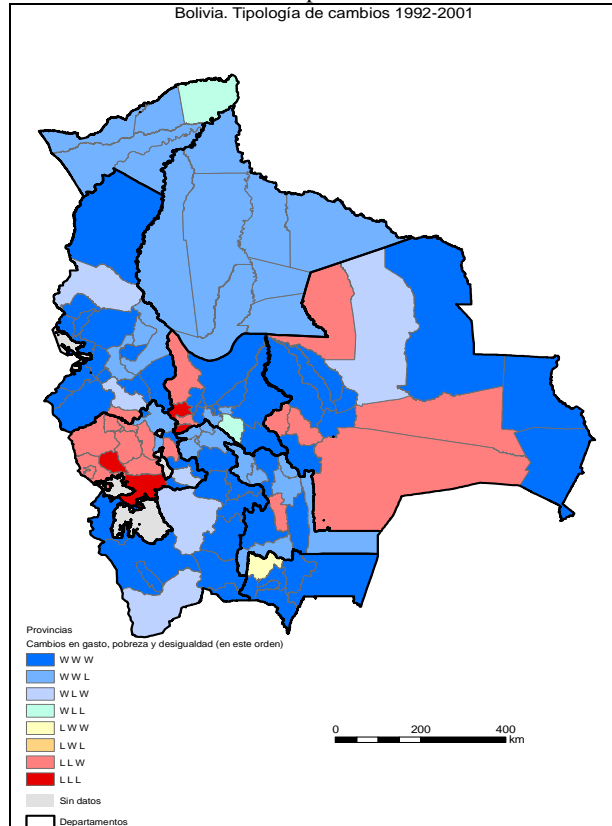 Bolivia. Tipología de cambios 1992-2001
Provincias
Cambios en gasto, pobreza y desigualdad (en este orden)
W W W
W W L
W L W
W L L
L W W
L W L
L L W
L L L
Sin datos
Departamentos
0 200 400
km